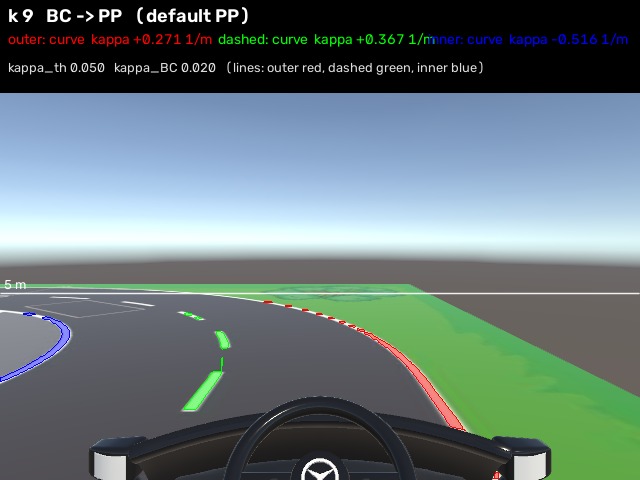 k 9 BC -> PP (default PP)
outer: curve kappa +0.271 1/m dashed: curve kappa +0.367 1/m inner: curve kappa -0.516 1/m
kappa_th 0.050 kappa_BC 0.020 (lines: outer red, dashed green, inner blue)
5 m